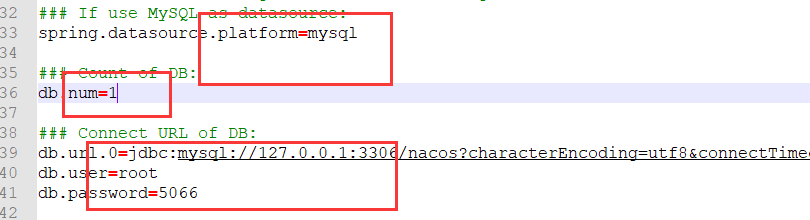 32 ### If use MySQL as datasource:
33 spring.datasource.platform=mysql
34
35 ### Count of DB:
36 db.num=1
37
38 ### Connect URL of DB:
39 db.url.0=jdbc:mysql://127.0.0.1:3306/nacos?characterEncoding=utf8&connectTime
40 db.user=root
41 db.password=5066
42